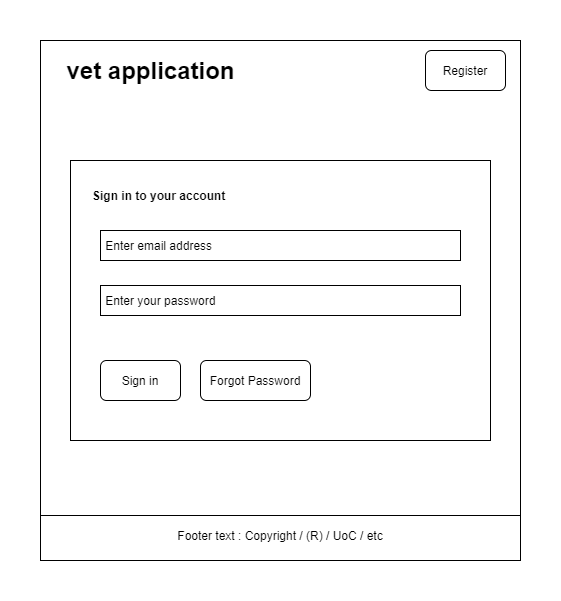 vet application
Register
Sign in to your account
Enter email address
Enter your password
Sign in
Forgot Password
Footer text : Copyright / (R) / UoC / etc